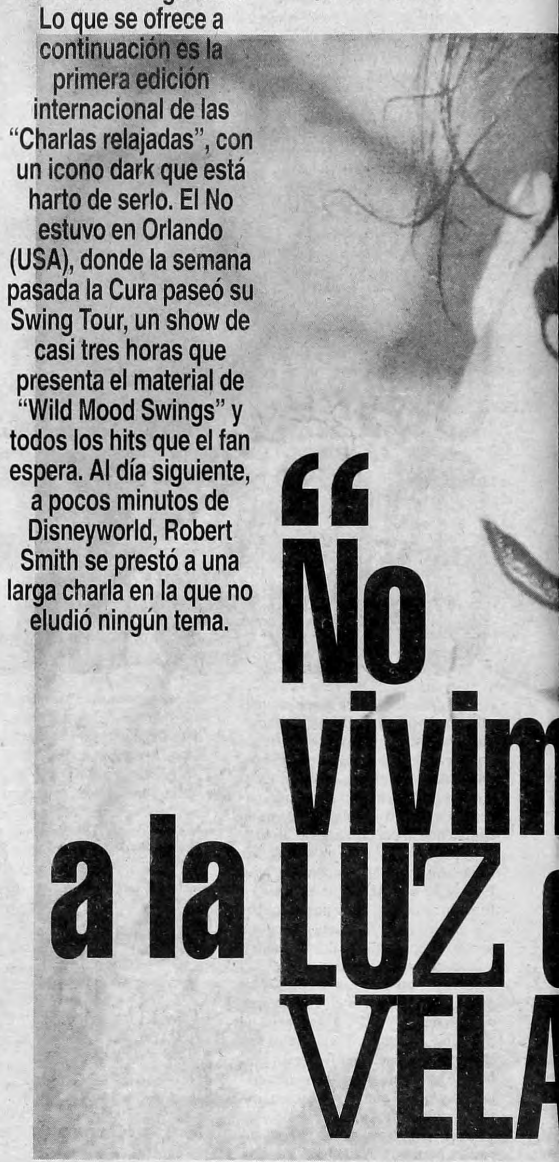 Lo que se ofrece a
continuación es la
primera edición
internacional de las
“Charlas relajadas”, con
un icono dark que está
harto de serlo. El No
estuvo en Orlando
(USA), donde la semana
pasada la Cura paseó su
Swing Tour, un show de
casi tres horas que
presenta el material de
“Wild Mood Swings” y
todos los hits que el fan
espera. Al día siguiente,
a pocos minutos de
Disneyworld, Robert
Smith se prestó a una
larga charla en la que no
eludió ningún tema.
“
No
vivim
a la LUZ
VELA